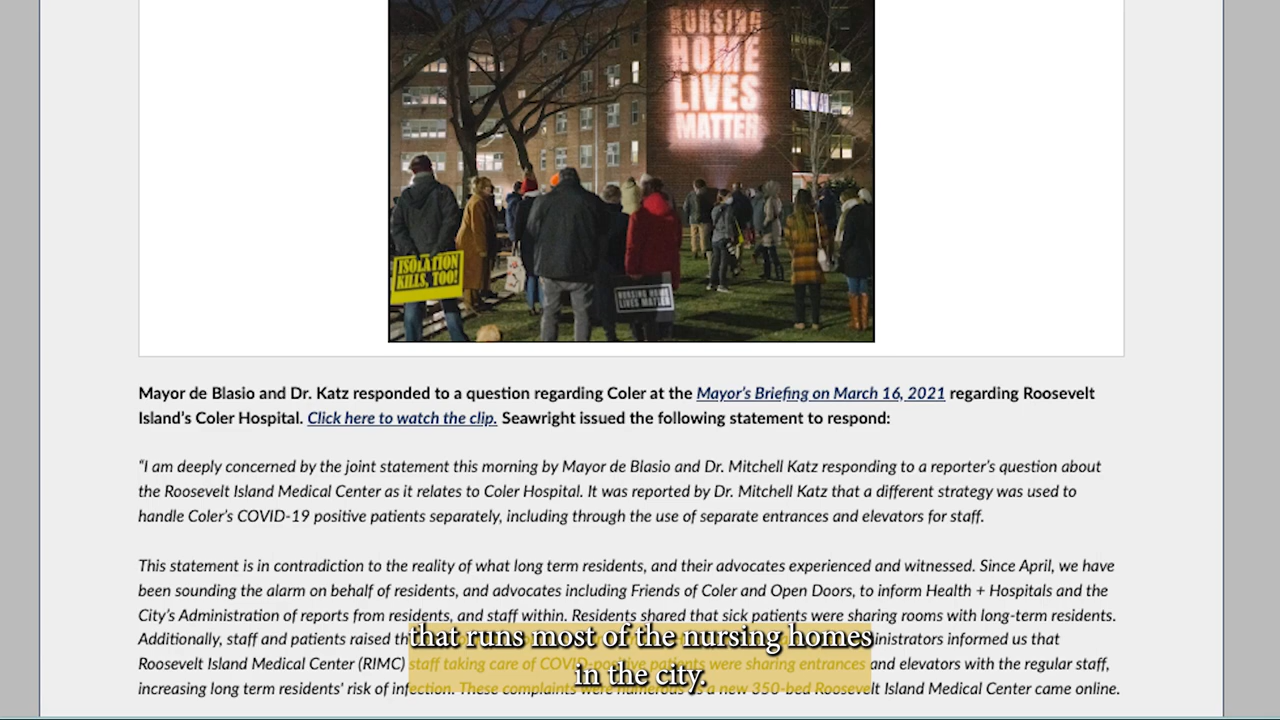 NURSING
HOME
LIVES
MATTER
ISOLATION
KILLS, TOO!
NURSING HOME
LIVES MATTER
Mayor de Blasio and Dr. Katz responded to a question regarding Coler at the Mayor's Briefing on March 16, 2021 regarding Roosevelt
Island's Coler Hospital. Click here to watch the clip. Seawright issued the following statement to respond:
“I am deeply concerned by the joint statement this morning by Mayor de Blasio and Dr. Mitchell Katz responding to a reporter's question about
the Roosevelt Island Medical Center as it relates to Coler Hospital. It was reported by Dr. Mitchell Katz that a different strategy was used to
handle Coler's COVID-19 positive patients separately, including through the use of separate entrances and elevators for staff.
This statement is in contradiction to the reality of what long term residents, and their advocates experienced and witnessed. Since April, we have
been sounding the alarm on behalf of residents, and advocates including Friends of Coler and Open Doors, to inform Health + Hospitals and the
City's Administration of reports from residents, and staff within. Residents shared that sick patients were sharing rooms with long-term residents.
Additionally, staff and patients raised that
Roosevelt Island Medical Center (RIMC) staff taking care of COVID-positive patients were sharing entrances and elevators with the regular staff,
increasing long term residents' risk of infection. These complaints were numerous as a new 350-bed Roosevelt Island Medical Center came online.
that runs most of the nursing homes
in the city.